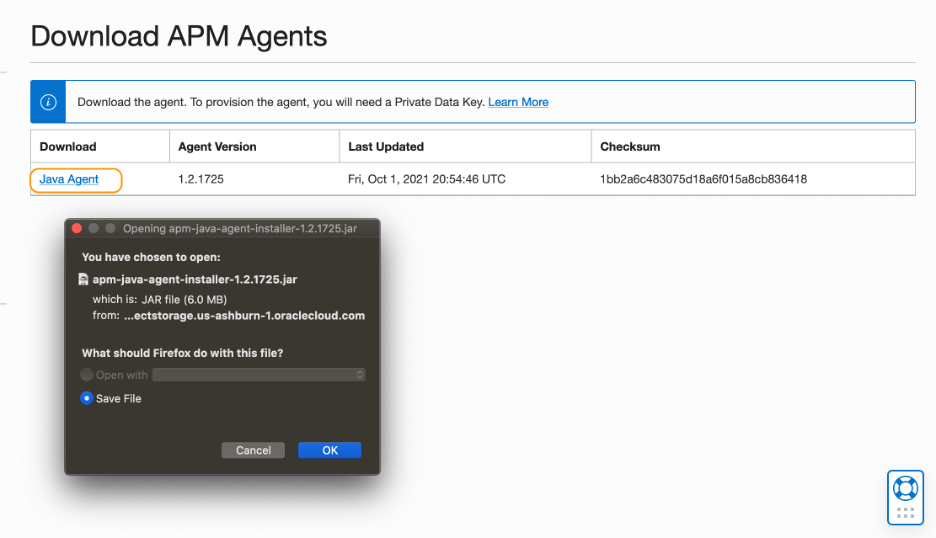 Download APM Agents
Download the agent. To provision the agent, you will need a Private Data Key. Learn More
Download Agent Version Last Updated Checksum
Java Agent 1.2.1725 Fri, Oct 1, 2021 20:54:46 UTC 1bb2a6c483075d18a6f015a8cb836418
Opening apm-java-agent-installer-1.2.1725.jar
You have chosen to open:
apm-java-agent-installer-1.2.1725.jar
which is: JAR file (6.0 MB)
from: ...ectstorage.us-ashburn-1.oraclecloud.com
What should Firefox do with this file?
Open with
Save File
Cancel OK